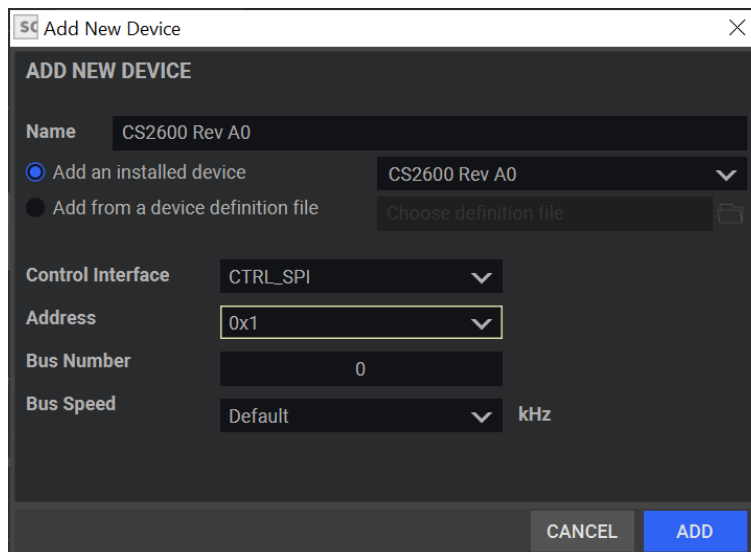 SC Add New Device
ADD NEW DEVICE
Name CS2600 Rev A0
Add an installed device CS2600 Rev A0
Add from a device definition file Choose definition file
Control Interface CTRL_SPI
Address 0x1
Bus Number 0
Bus Speed Default kHz
CANCEL ADD